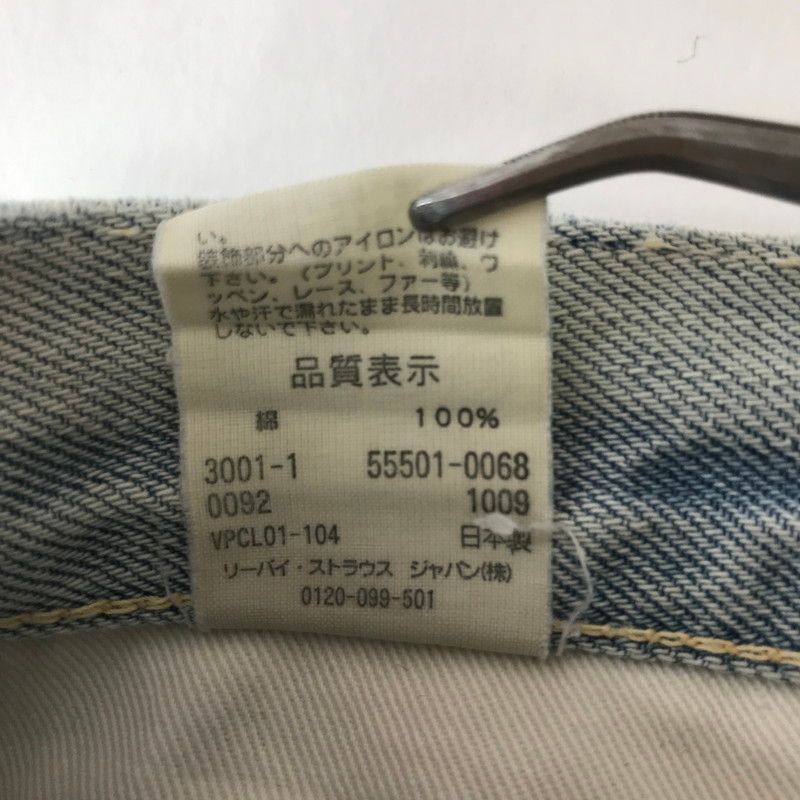 い。
装飾部分へのアイロンはお避け
下さい。(プリント、刺繍、ワ
ッペン、レース、ファー等)
水や汗で濡れたまま長時間放置
しないで下さい。
品質表示
綿 100%
3001-1 55501-0068
0092 1009
VPCL01-104 日本製
リーバイ・ストラウス ジャパン(株)
0120-099-501